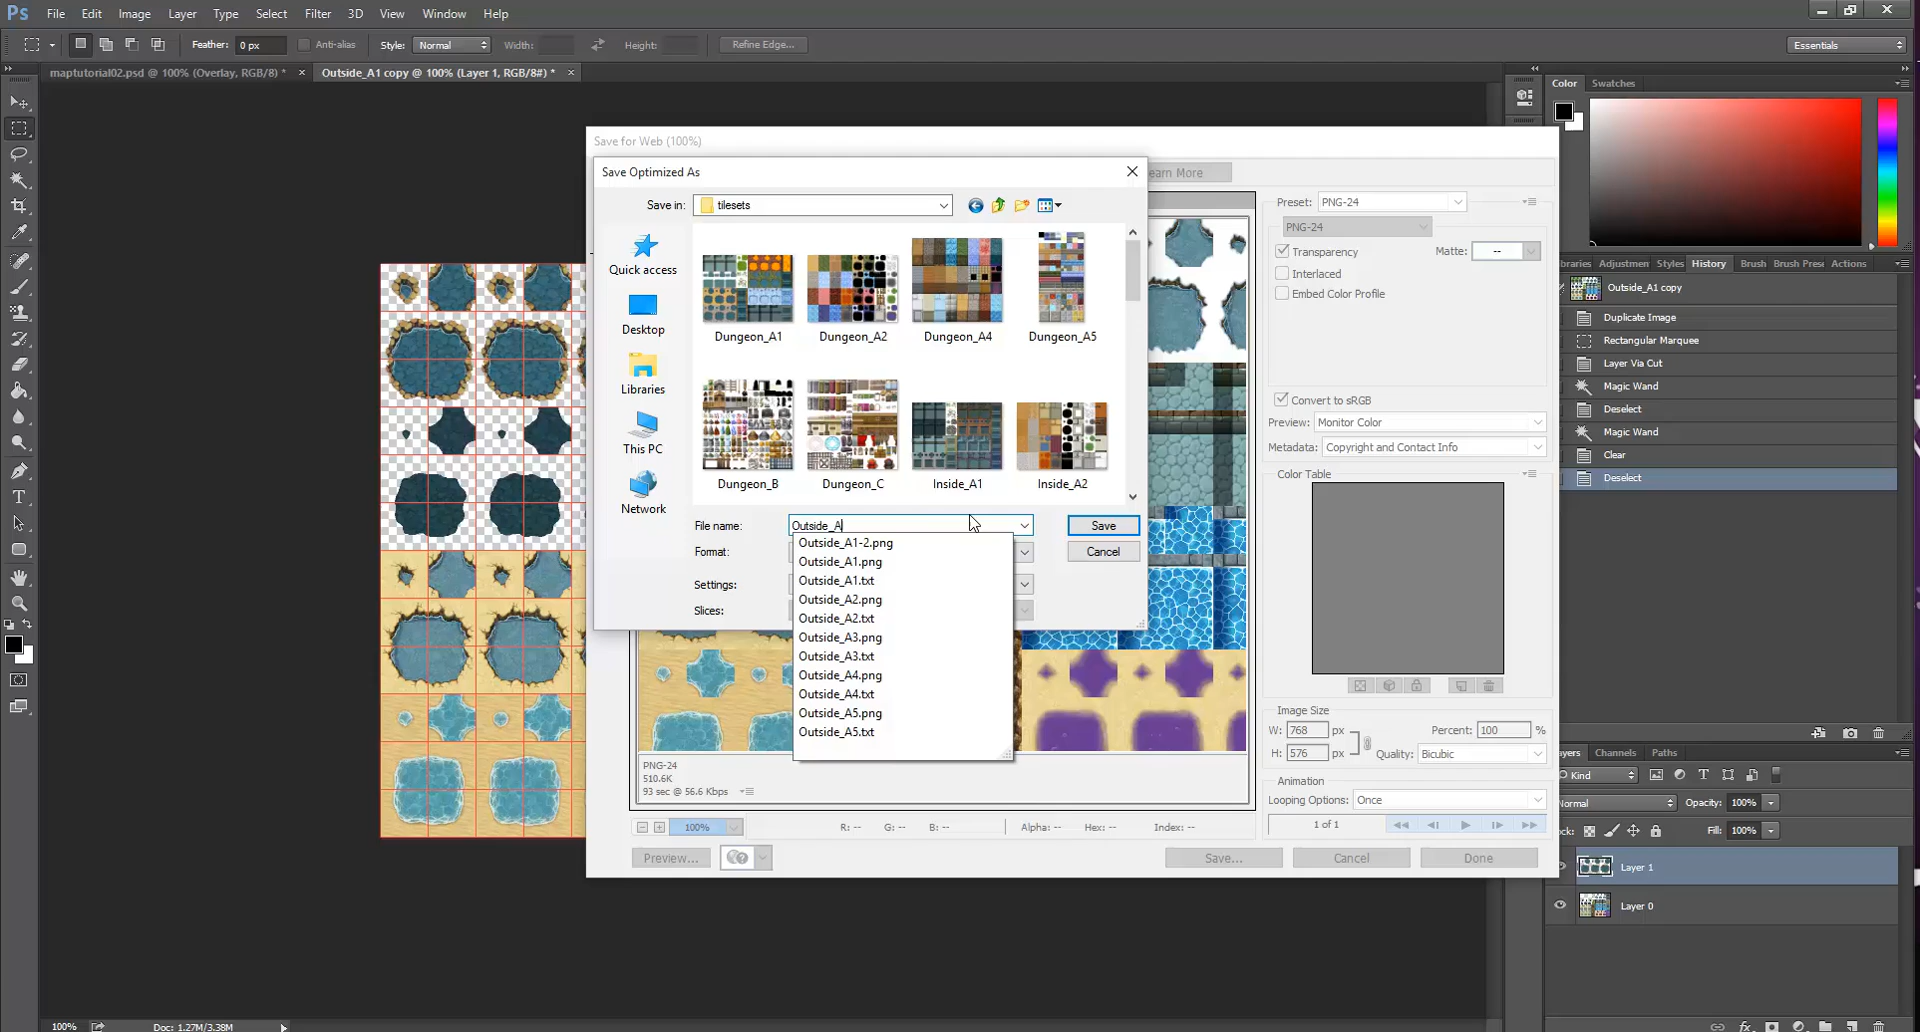 Ps File Edit Image Layer Type Select Filter 3D View Window Help
Feather: 0 px Anti-alias Style: Normal Width: Height: Refine Edge... Essentials
maptutorial02.psd @ 100% (Overlay, RGB/8) * × Outside_A1 copy @ 100% (Layer 1, RGB/8#) * ×
Save for Web (100%)
Save Optimized As
Learn More
Save in: tilesets
Quick access
Desktop
Libraries
This PC
Network
Dungeon_A1 Dungeon_A2 Dungeon_A4 Dungeon_A5
Dungeon_B Dungeon_C Inside_A1 Inside_A2
File name: Outside_A Save
Format: Cancel
Settings:
Slices:
Outside_A1-2.png
Outside_A1.png
Outside_A1.txt
Outside_A2.png
Outside_A2.txt
Outside_A3.png
Outside_A3.txt
Outside_A4.png
Outside_A4.txt
Outside_A5.png
Outside_A5.txt
PNG-24
510.6K
93 sec @ 56.6 Kbps
100% R: -- G: -- B: -- Alpha: -- Hex: -- Index: --
Preview... Save... Cancel Done
Preset: PNG-24
PNG-24
Transparency Matte: --
Interlaced
Embed Color Profile
Convert to sRGB
Preview: Monitor Color
Metadata: Copyright and Contact Info
Color Table
Image Size
W: 768 px Percent: 100 %
H: 576 px Quality: Bicubic
Animation
Looping Options: Once
1 of 1
Color Swatches
braries Adjustmen Styles History Brush Brush Pres Actions
Outside_A1 copy
Duplicate Image
Rectangular Marquee
Layer Via Cut
Magic Wand
Deselect
Magic Wand
Clear
Deselect
ayers Channels Paths
Kind
Normal Opacity: 100%
ock: Fill: 100%
Layer 1
Layer 0
fx
100% Doc: 1.27M/3.38M